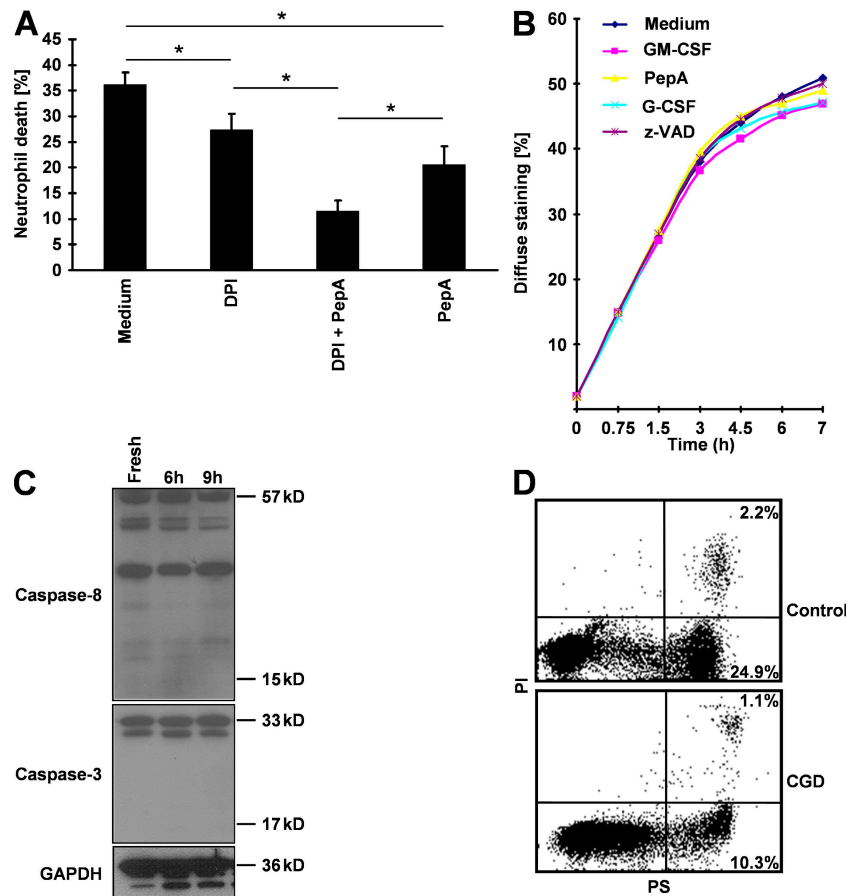 A
Neutrophil death [%]
45
40
35
30
25
20
15
10
5
0
*
*
*
*
Medium
DPI
DPI + PepA
PepA
B
Diffuse staining [%]
60
50
40
30
20
10
Medium
GM-CSF
PepA
G-CSF
z-VAD
0 0.75 1.5 3 4.5 6 7
Time (h)
C
Fresh 6h 9h
57 kD
Caspase-8
15 kD
33 kD
Caspase-3
17 kD
GAPDH
36 kD
D
2.2%
Control
24.9%
PI
1.1%
CGD
10.3%
PS